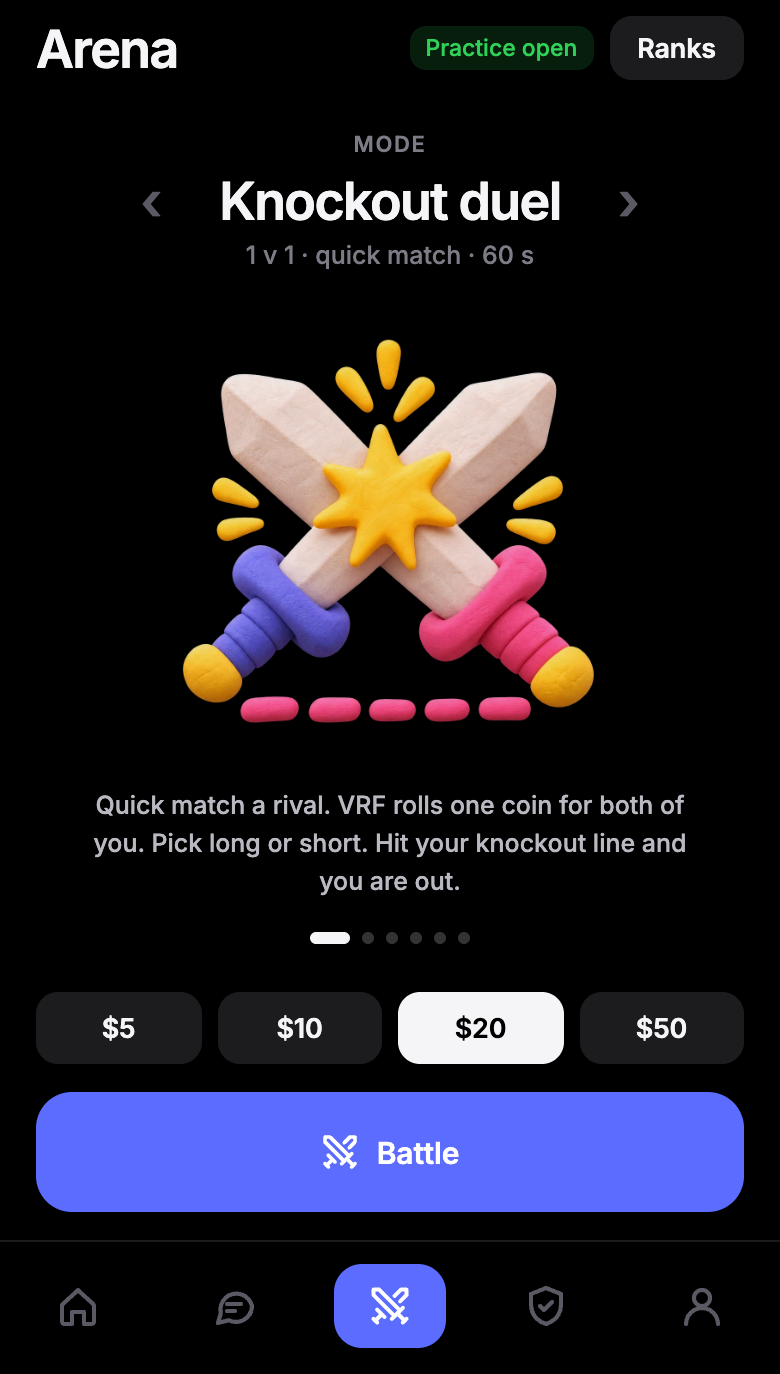 Arena
Practice open
Ranks
MODE
‹ Knockout duel ›
1 v 1 · quick match · 60 s
Quick match a rival. VRF rolls one coin for both of
you. Pick long or short. Hit your knockout line and
you are out.
$5
$10
$20
$50
Battle